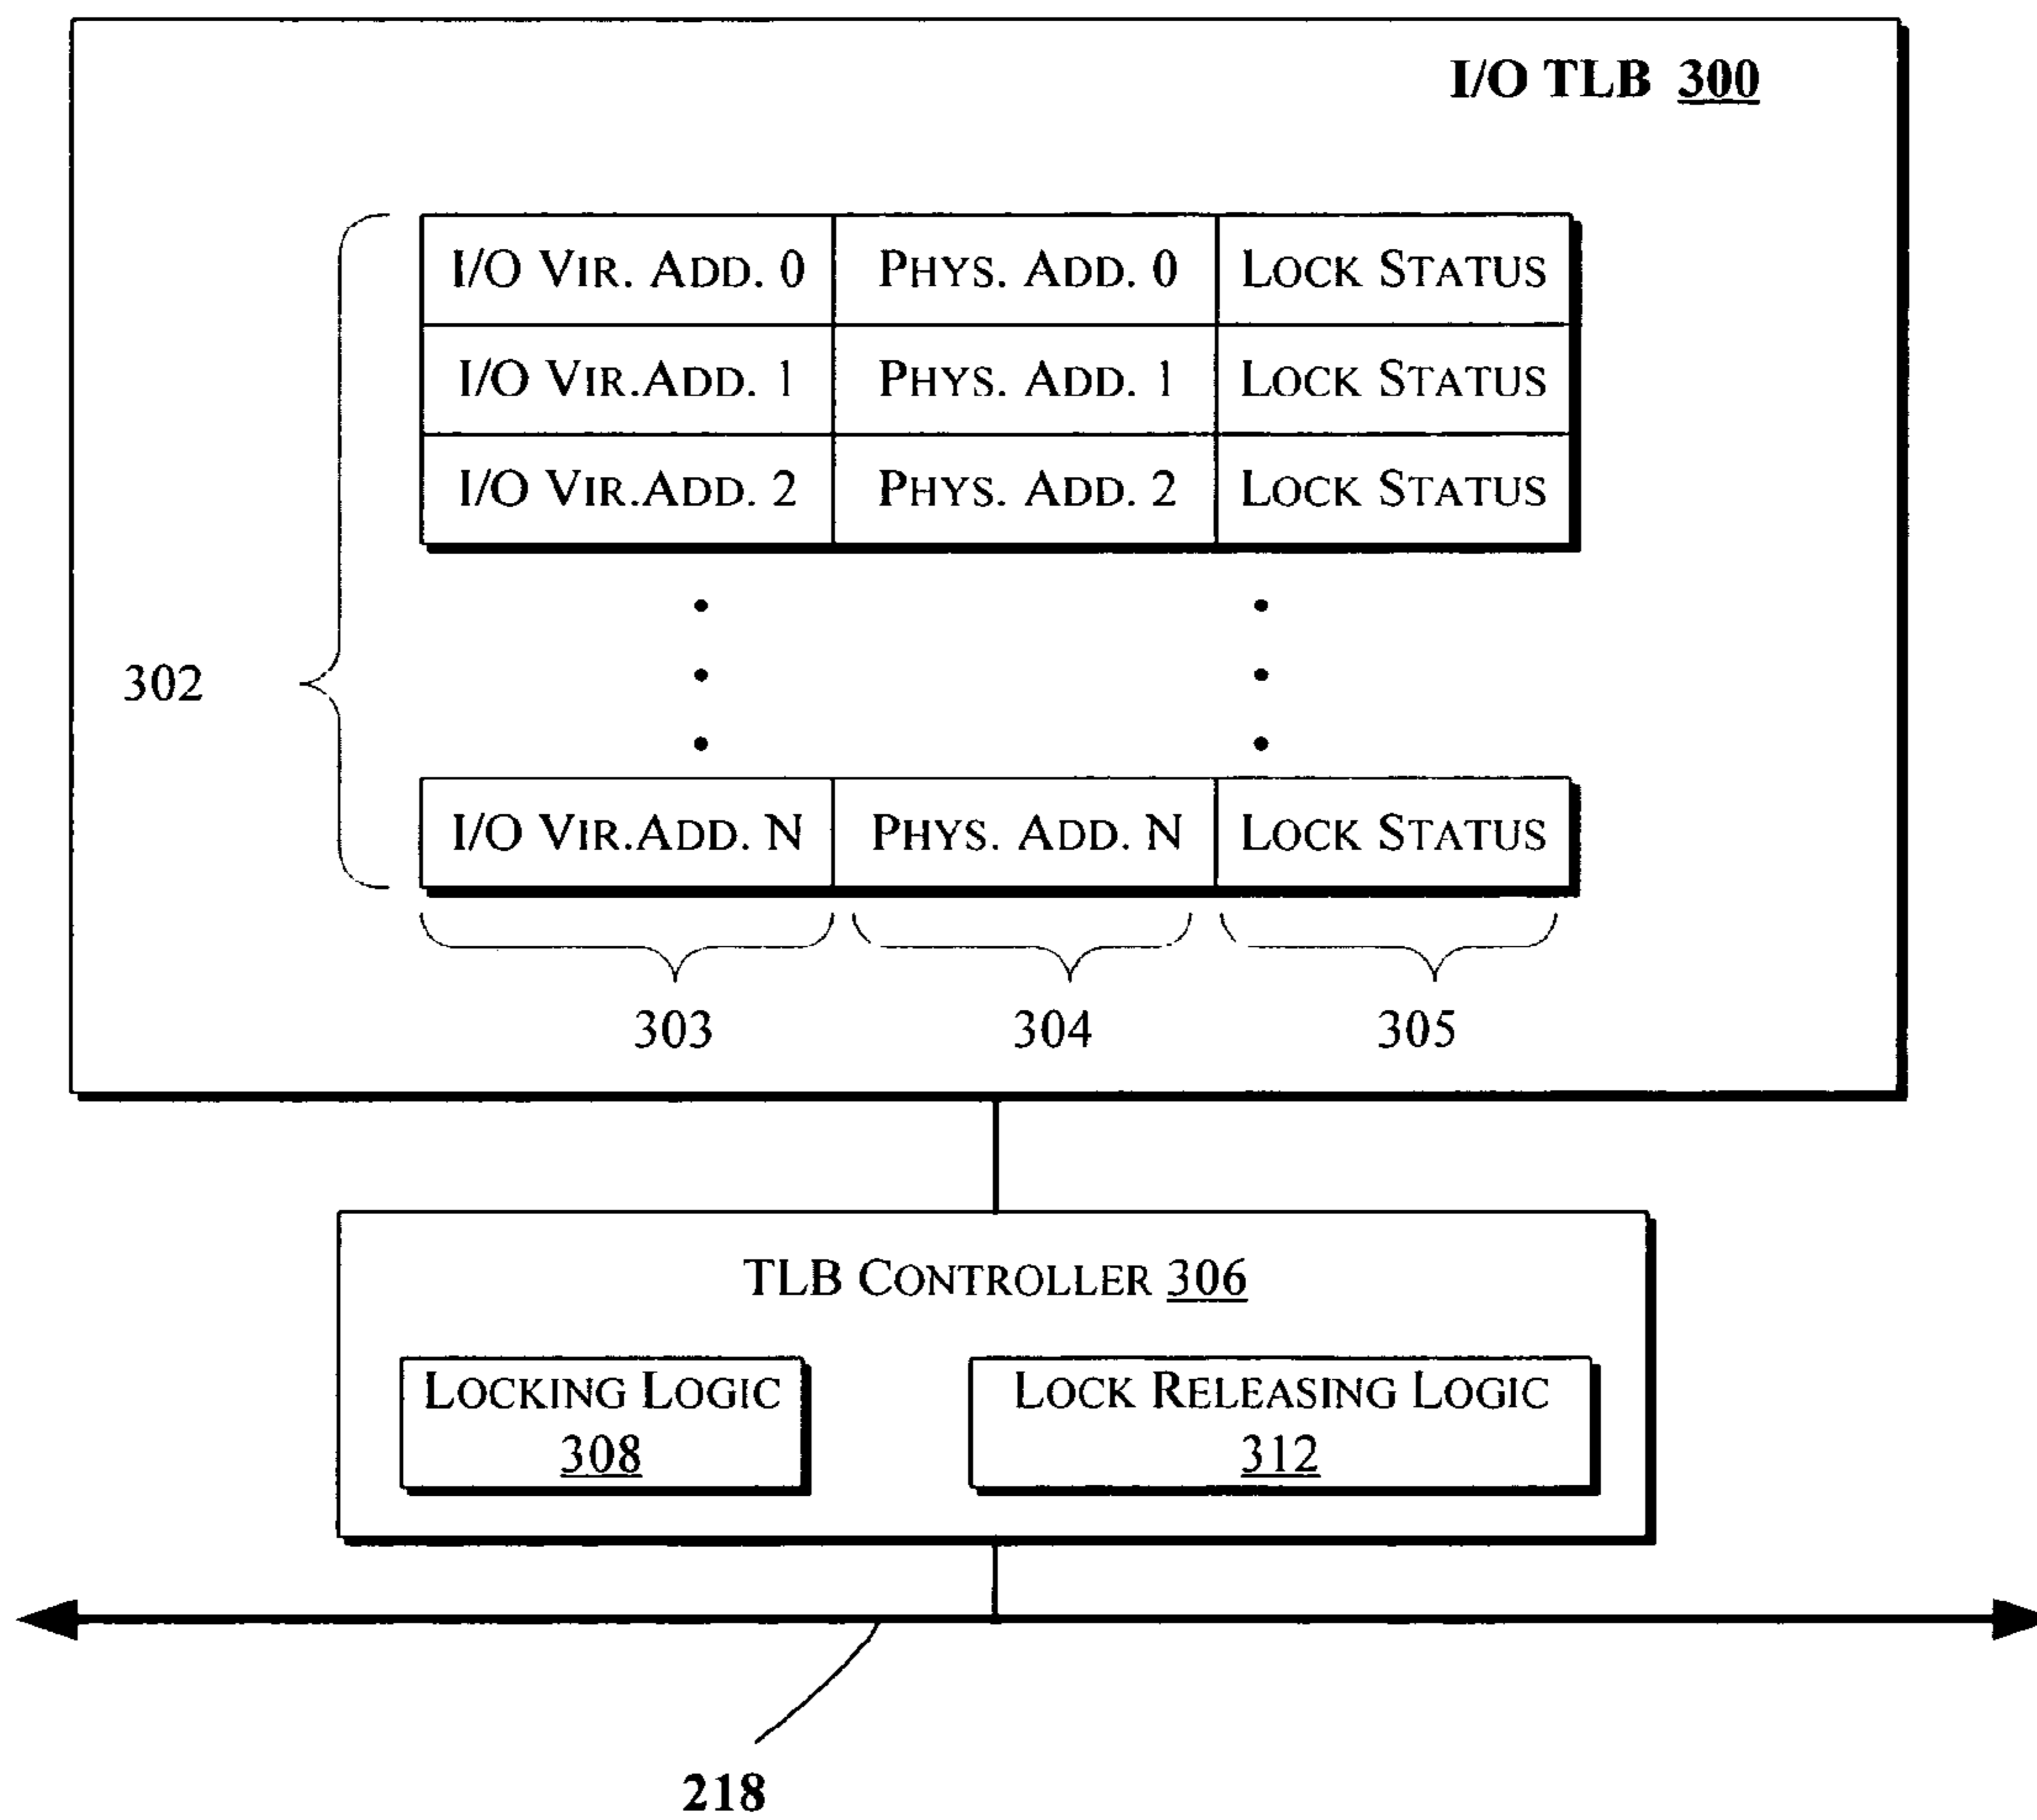 I/O TLB 300
I/O VIR. ADD. 0 PHYS. ADD. 0 LOCK STATUS
I/O VIR.ADD. 1 PHYS. ADD. 1 LOCK STATUS
I/O VIR.ADD. 2 PHYS. ADD. 2 LOCK STATUS
302
I/O VIR.ADD. N PHYS. ADD. N LOCK STATUS
303 304 305
TLB CONTROLLER 306
LOCKING LOGIC
308
LOCK RELEASING LOGIC
312
218